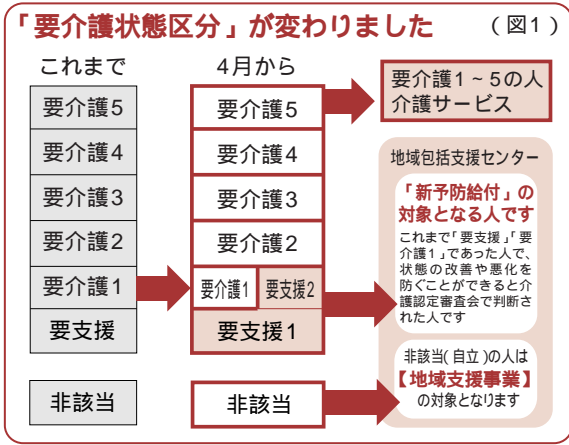 「要介護状態区分」が変わりました
(図1)
これまで
要介護5
要介護4
要介護3
要介護2
要介護1
要支援
非該当
4月から
要介護5
要介護4
要介護3
要介護2
要介護1
要支援2
要支援1
非該当
要介護1~5の人
介護サービス
地域包括支援センター
「新予防給付」の
対象となる人です
これまで「要支援」「要
介護1」であった人で、
状態の改善や悪化を
防ぐことができると介
護認定審査会で判断さ
れた人です
非該当(自立)の人は
【地域支援事業】
の対象となります